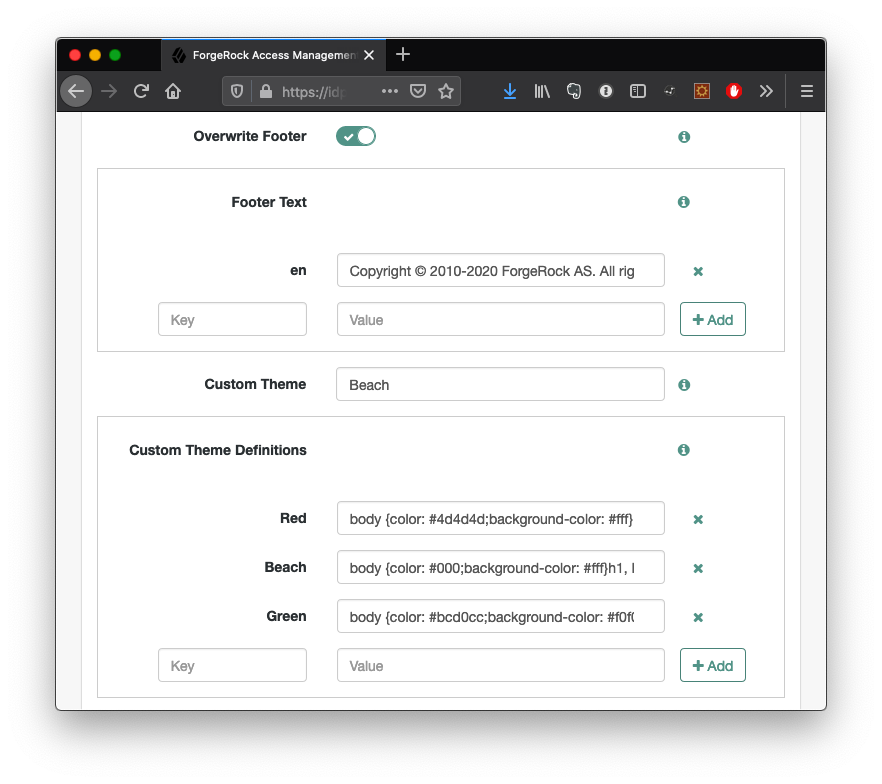 ForgeRock Access Management
https://idp
Overwrite Footer
Footer Text
en Copyright © 2010-2020 ForgeRock AS. All rig
Key Value + Add
Custom Theme Beach
Custom Theme Definitions
Red body {color: #4d4d4d;background-color: #fff}
Beach body {color: #000;background-color: #fff}h1, 
Green body {color: #bcd0cc;background-color: #f0f
Key Value + Add